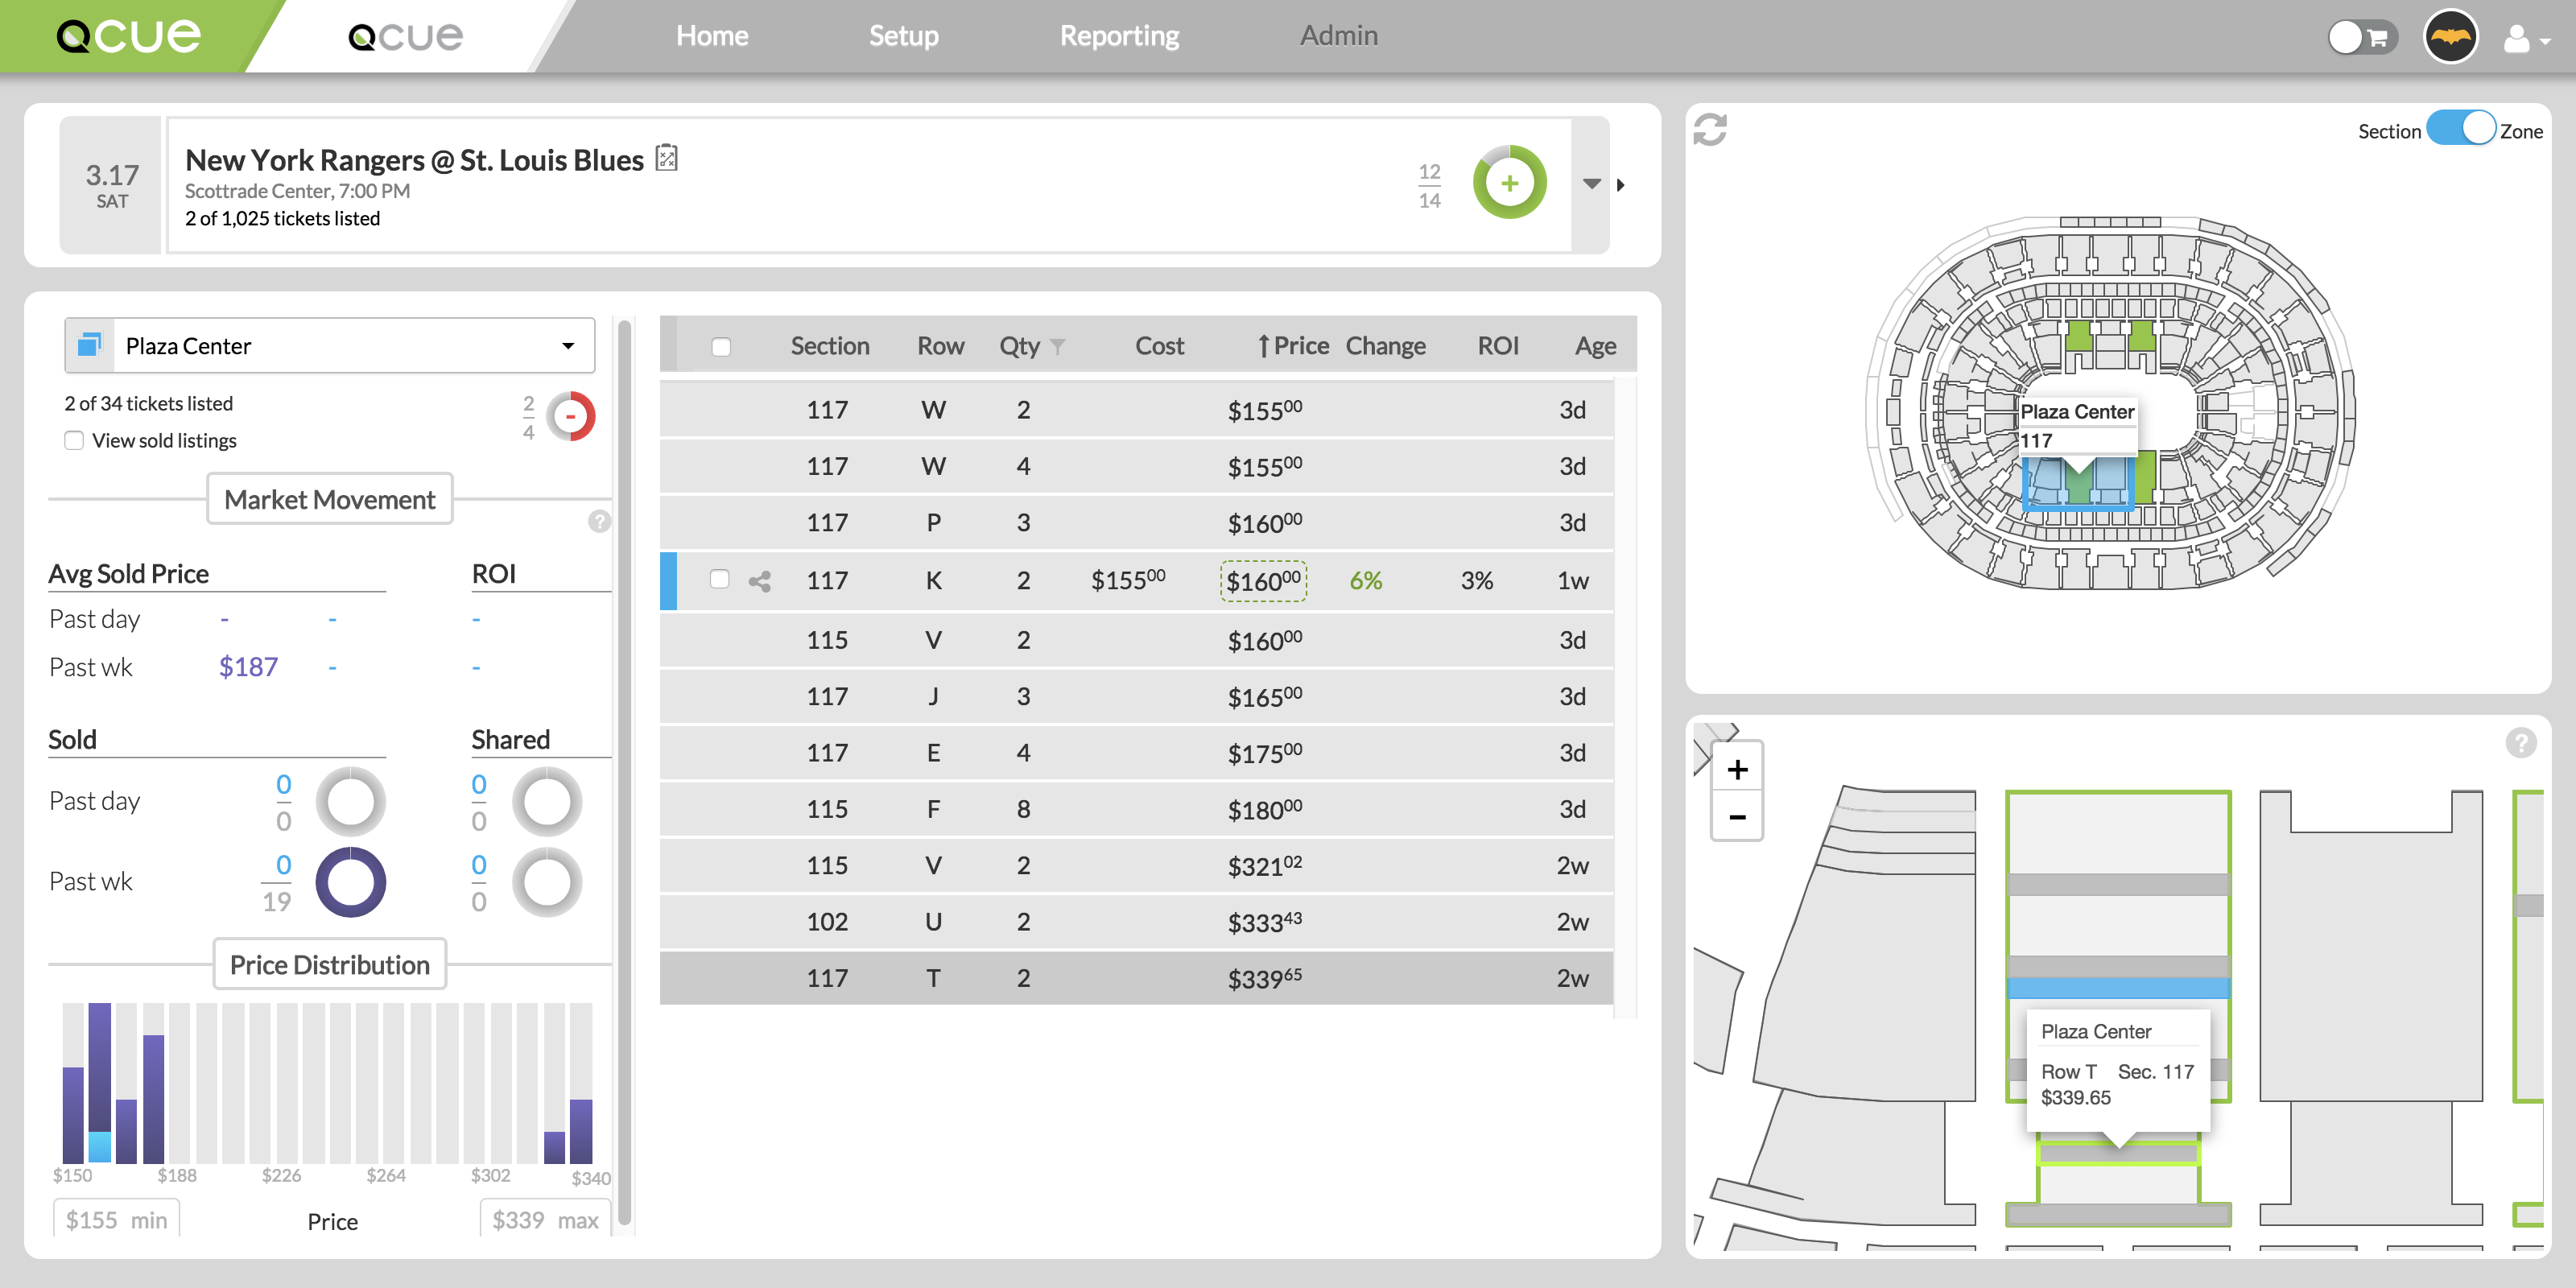 QCUE
QCUE
Home
Setup
Reporting
Admin
3.17
SAT
New York Rangers @ St. Louis Blues
Scottrade Center, 7:00 PM
2 of 1,025 tickets listed
12
14
+
Plaza Center
2 of 34 tickets listed
View sold listings
2
4
-
Market Movement
?
Avg Sold Price ROI
Past day - - -
Past wk $187 - -
Sold Shared
Past day 0 0 0 0
Past wk 0 19 0 0
Price Distribution
$150 $188 $226 $264 $302 $340
$155 min Price $339 max
Section Row Qty Cost ↑Price Change ROI Age
117 W 2 $155.00 3d
117 W 4 $155.00 3d
117 P 3 $160.00 3d
117 K 2 $155.00 $160.00 6% 3% 1w
115 V 2 $160.00 3d
117 J 3 $165.00 3d
117 E 4 $175.00 3d
115 F 8 $180.00 3d
115 V 2 $321.02 2w
102 U 2 $333.43 2w
117 T 2 $339.65 2w
Section Zone
Plaza Center
117
?
+
-
Plaza Center
Row T Sec. 117
$339.65